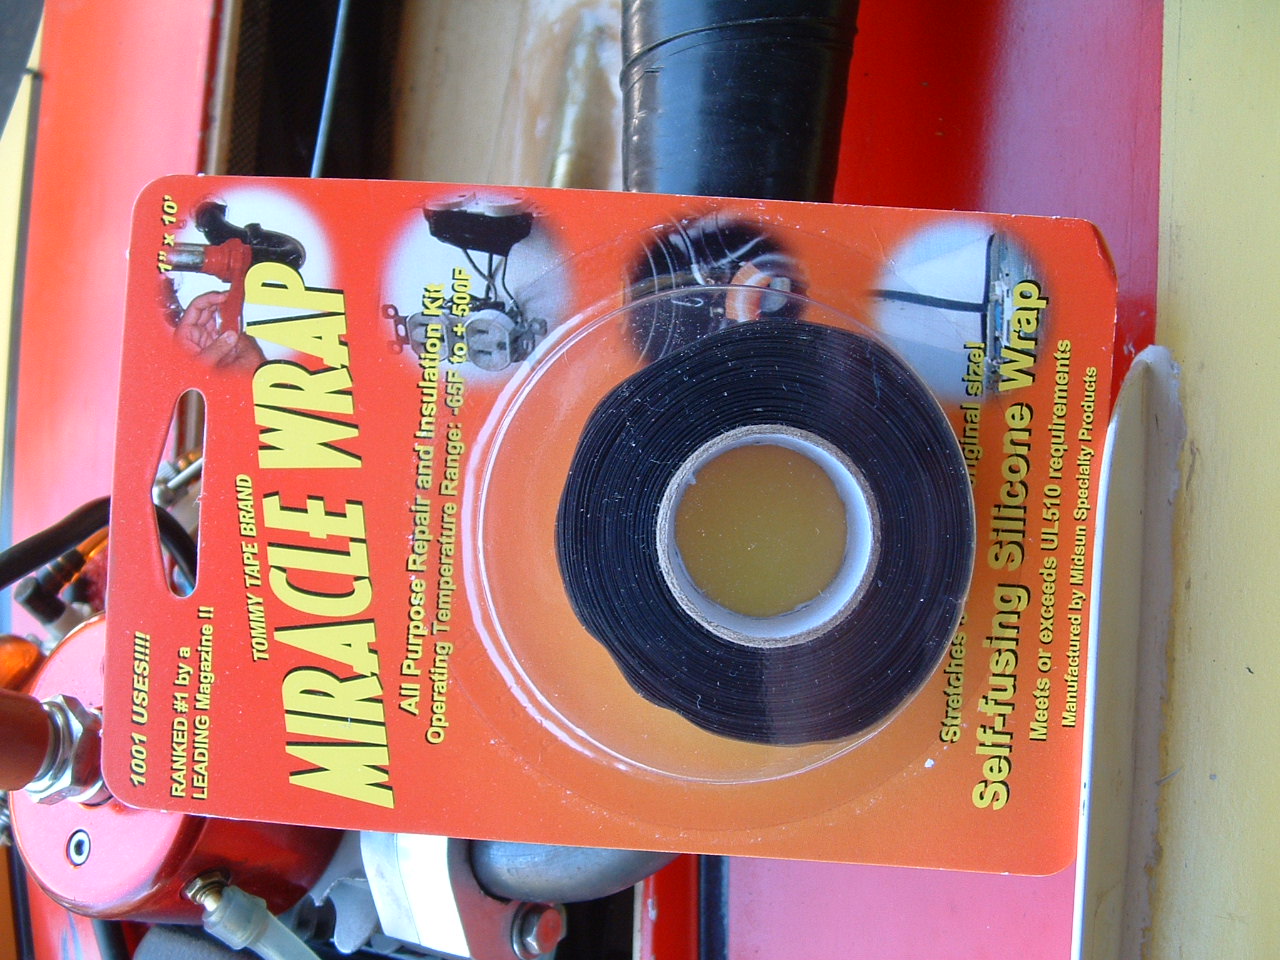 1" x 10'
1001 USES!!!!
RANKED #1 by a
LEADING Magazine !!
TOMMY TAPE BRAND
MIRACLE WRAP
All Purpose Repair and Insulation Kit
Operating Temperature Range: -65F to + 500F
Stretches original size!
Self-fusing Silicone Wrap
Meets or exceeds UL510 requirements
Manufactured by Midsun Specialty Products